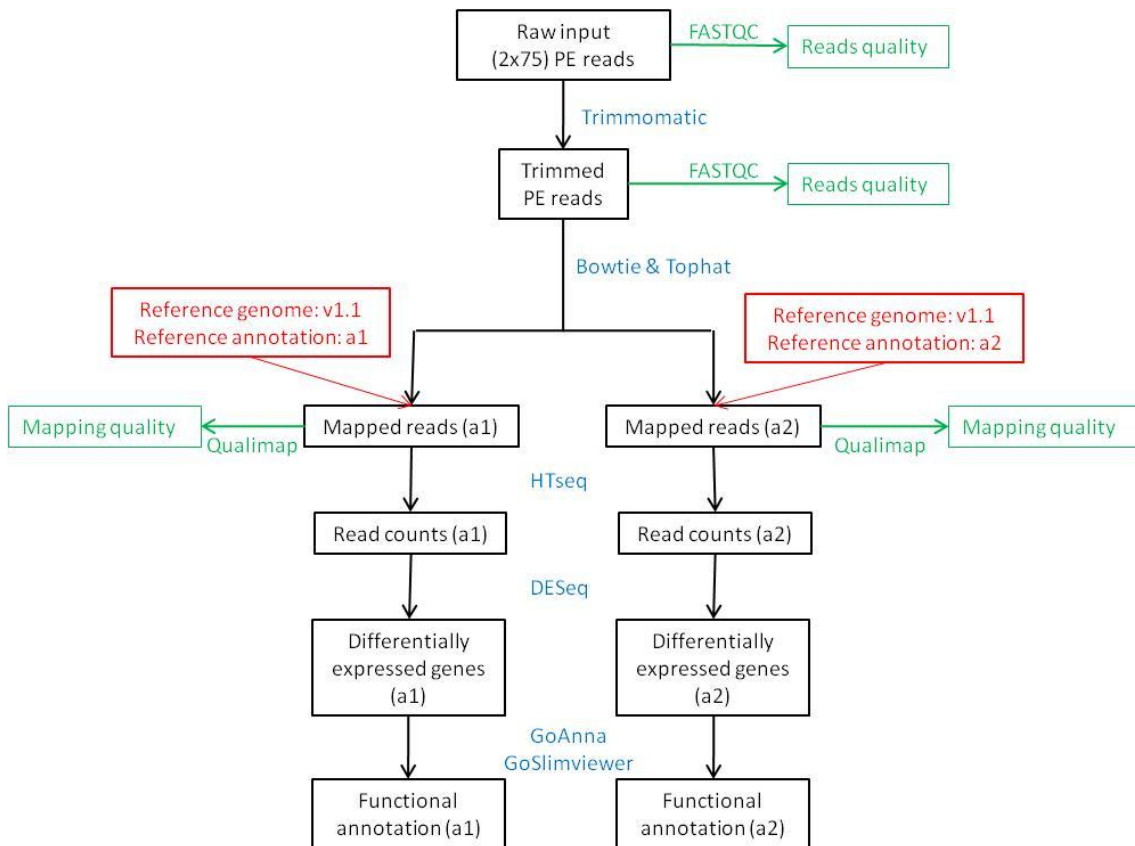 Raw input
(2x75) PE reads
FASTQC
Reads quality
Trimmomatic
Trimmed
PE reads
FASTQC
Reads quality
Bowtie & Tophat
Reference genome: v1.1
Reference annotation: a1
Reference genome: v1.1
Reference annotation: a2
Mapping quality
Qualimap
Mapped reads (a1)
Mapped reads (a2)
Qualimap
Mapping quality
HTseq
Read counts (a1)
Read counts (a2)
DESeq
Differentially
expressed genes
(a1)
Differentially
expressed genes
(a2)
GoAnna
GoSlimviewer
Functional
annotation (a1)
Functional
annotation (a2)